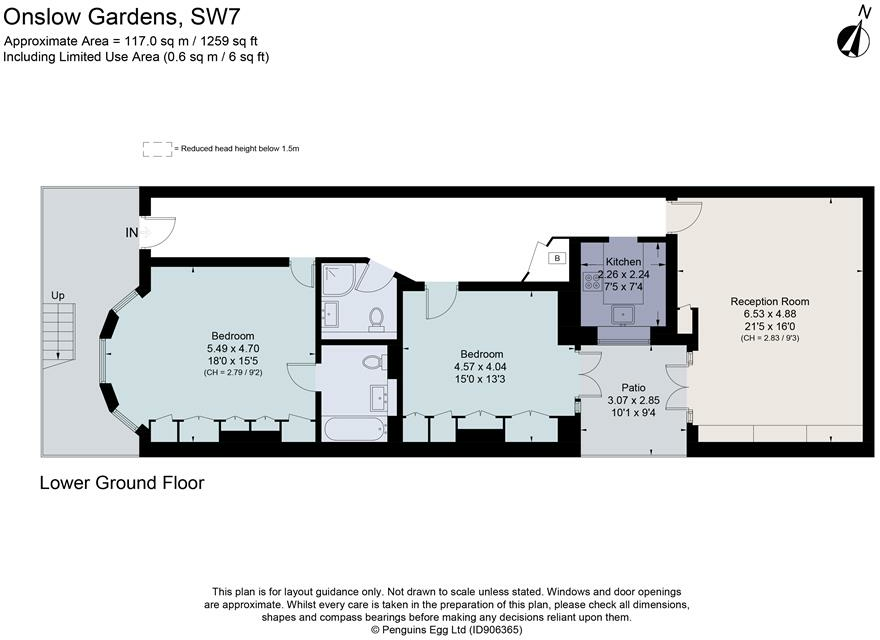 Onslow Gardens, SW7
Approximate Area = 117.0 sq m / 1259 sq ft
Including Limited Use Area (0.6 sq m / 6 sq ft)
N
= Reduced head height below 1.5m
IN
B
Up
Kitchen
2.26 x 2.24
7'5 x 7'4
Reception Room
6.53 x 4.88
21'5 x 16'0
(CH = 2.83 / 9'3)
Bedroom
5.49 x 4.70
18'0 x 15'5
(CH = 2.79 / 9'2)
Bedroom
4.57 x 4.04
15'0 x 13'3
Patio
3.07 x 2.85
10'1 x 9'4
Lower Ground Floor
This plan is for layout guidance only. Not drawn to scale unless stated. Windows and door openings
are approximate. Whilst every care is taken in the preparation of this plan, please check all dimensions,
shapes and compass bearings before making any decisions reliant upon them.
© Penguins Egg Ltd (ID906365)